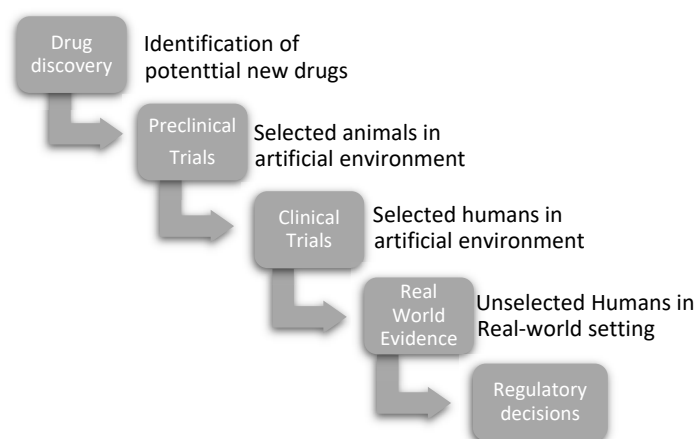 Drug
discovery
Identification of
potenttial new drugs
Preclinical
Trials
Selected animals in
artificial environment
Clinical
Trials
Selected humans in
artificial environment
Real
World
Evidence
Unselected Humans in
Real-world setting
Regulatory
decisions